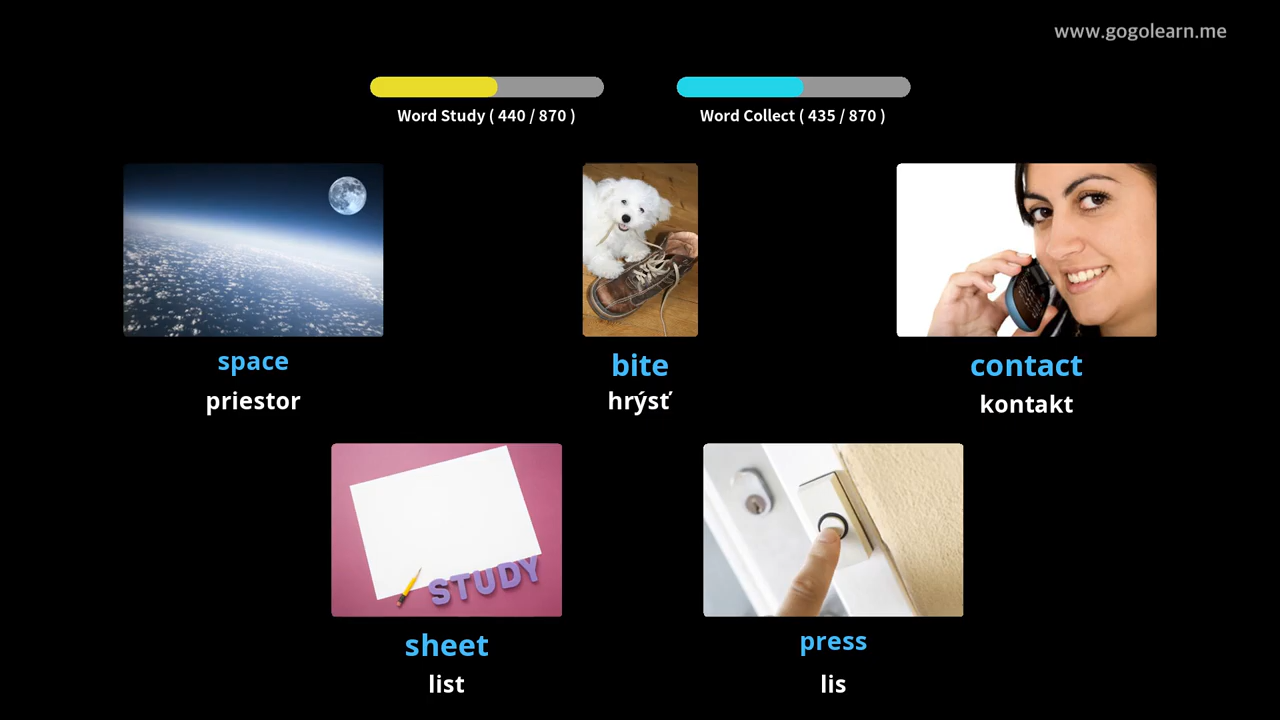 www.gogolearn.me
Word Study ( 440 / 870 )
Word Collect ( 435 / 870 )
space
priestor
bite
hrýsť
contact
kontakt
STUDY
sheet
list
press
lis